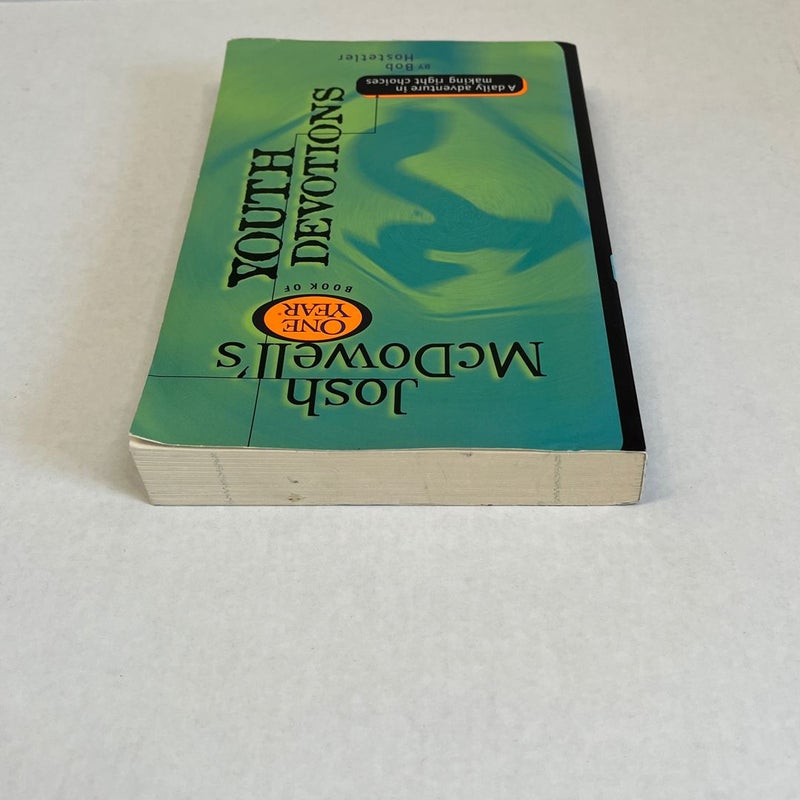 Josh
McDowell's
ONE
YEAR®
BOOK OF
YOUTH
DEVOTIONS
A daily adventure in
making right choices
BY Bob
Hostetler